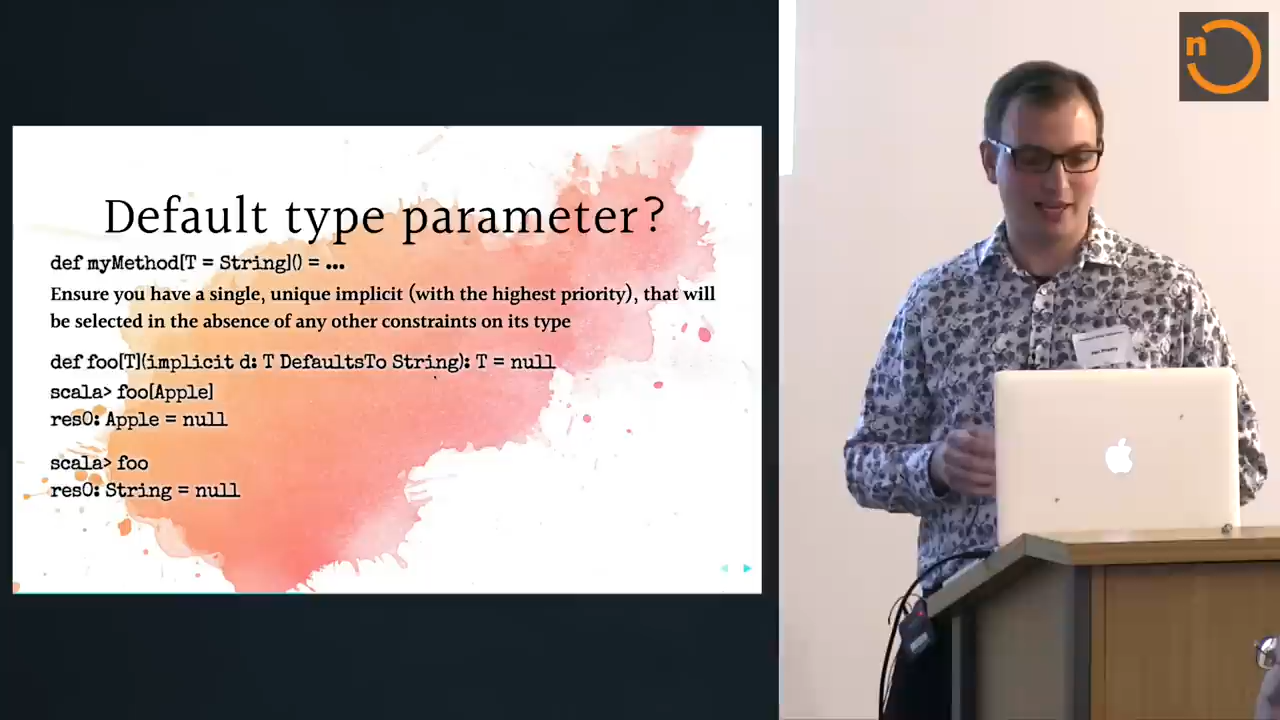 n
Default type parameter?
def myMethod[T = String]() = ...
Ensure you have a single, unique implicit (with the highest priority), that will
be selected in the absence of any other constraints on its type
def foo[T](implicit d: T DefaultsTo String): T = null
scala> foo[Apple]
res0: Apple = null
scala> foo
res0: String = null